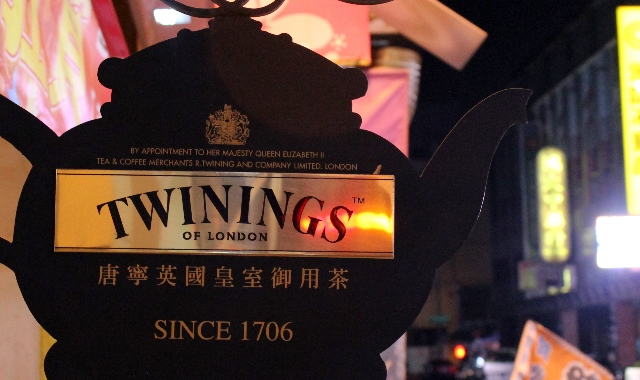 BY APPOINTMENT TO HER MAJESTY QUEEN ELIZABETH II
TEA & COFFEE MERCHANTS R.TWINING AND COMPANY LIMITED, LONDON
TWININGS™
OF LONDON
唐寧英國皇室御用茶
SINCE 1706